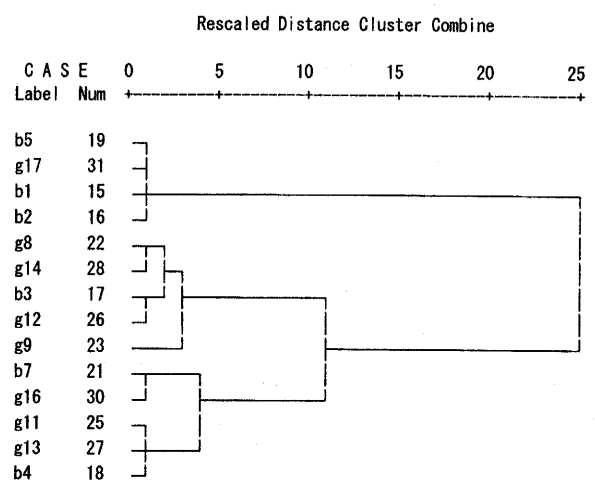 Rescaled Distance Cluster Combine
C A S E 0 5 10 15 20 25
Label Num
b5 19
g17 31
b1 15
b2 16
g8 22
g14 28
b3 17
g12 26
g9 23
b7 21
g16 30
g11 25
g13 27
b4 18